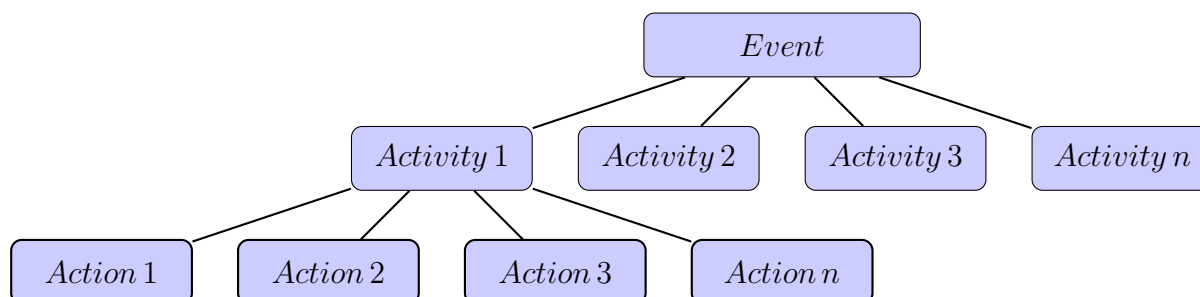 Event
Activity 1
Activity 2
Activity 3
Activity n
Action 1
Action 2
Action 3
Action n